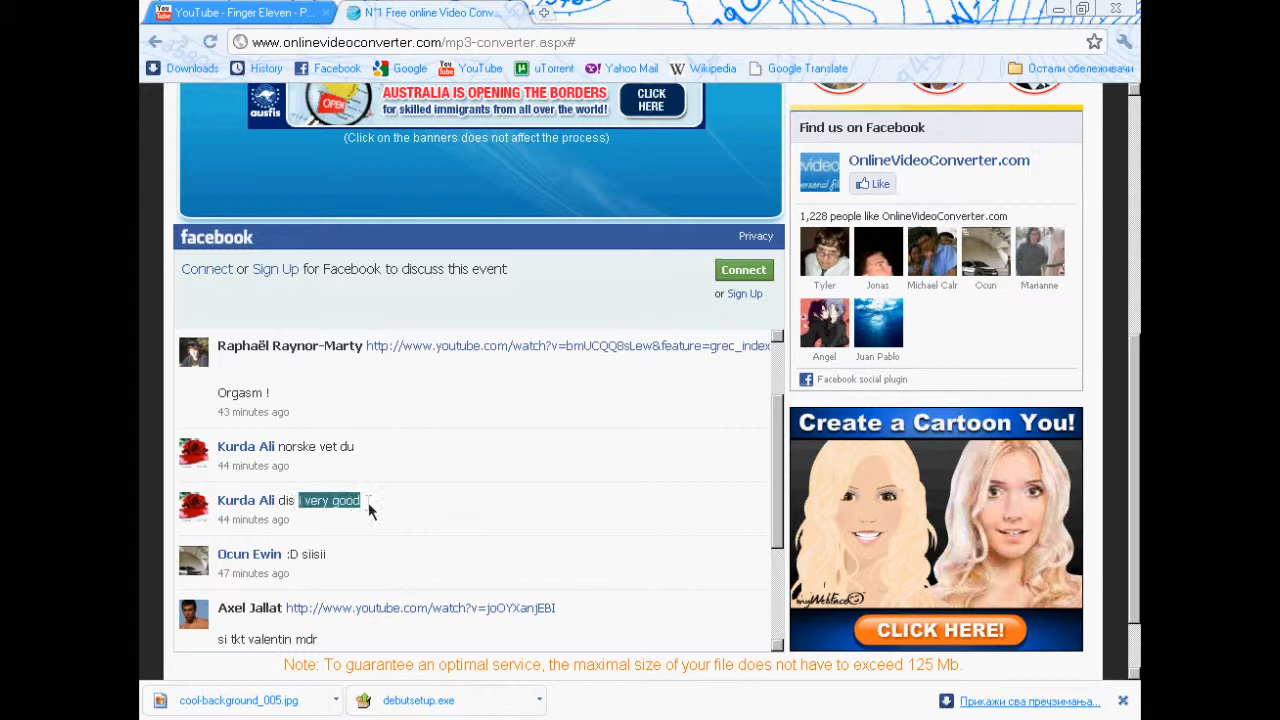 YouTube - Finger Eleven - P...
N°1 Free online Video Conv...
www.onlinevideoconverter.com/mp3-converter.aspx#
Downloads
History
Facebook
Google
YouTube
uTorrent
Yahoo Mail
Wikipedia
Google Translate
Остали обележивачи
austis
OPEN
AUSTRALIA IS OPENING THE BORDERS
for skilled immigrants from all over the world!
CLICK
HERE
(Click on the banners does not affect the process)
facebook
Privacy
Connect or Sign Up for Facebook to discuss this event
Connect
or Sign Up
Raphaël Raynor-Marty http://www.youtube.com/watch?v=bmUCQQ8sLew&feature=grec_index
Orgasm !
43 minutes ago
Kurda Ali norske vet du
44 minutes ago
Kurda Ali dis i very good
44 minutes ago
Ocun Ewin :D siisii
47 minutes ago
Axel Jallat http://www.youtube.com/watch?v=joOYXanjEBI
si tkt valentin mdr
Note: To guarantee an optimal service, the maximal size of your file does not have to exceed 125 Mb.
Find us on Facebook
video
personal fil
OnlineVideoConverter.com
Like
1,228 people like OnlineVideoConverter.com
Tyler
Jonas
Michael Calr
Ocun
Marianne
Angel
Juan Pablo
Facebook social plugin
Create a Cartoon You!
myWebFace
CLICK HERE!
cool-background_005.jpg
debutsetup.exe
Прикажи сва преузимања...